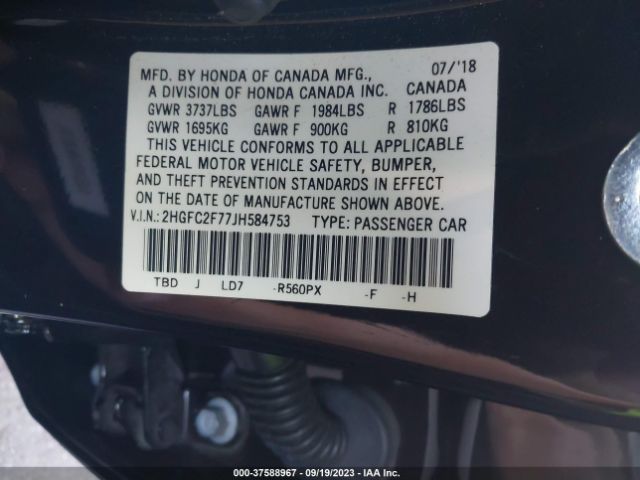 MFD. BY HONDA OF CANADA MFG., 07/'18
A DIVISION OF HONDA CANADA INC. CANADA
GVWR 3737LBS GAWR F 1984LBS R 1786LBS
GVWR 1695KG GAWR F 900KG R 810KG
THIS VEHICLE CONFORMS TO ALL APPLICABLE
FEDERAL MOTOR VEHICLE SAFETY, BUMPER,
AND THEFT PREVENTION STANDARDS IN EFFECT
ON THE DATE OF MANUFACTURE SHOWN ABOVE.
V.I.N.: 2HGFC2F77JH584753 TYPE: PASSENGER CAR
TBD J LD7 -R560PX -F -H
000-37588967 / 09/19/2023 / IAA Inc.